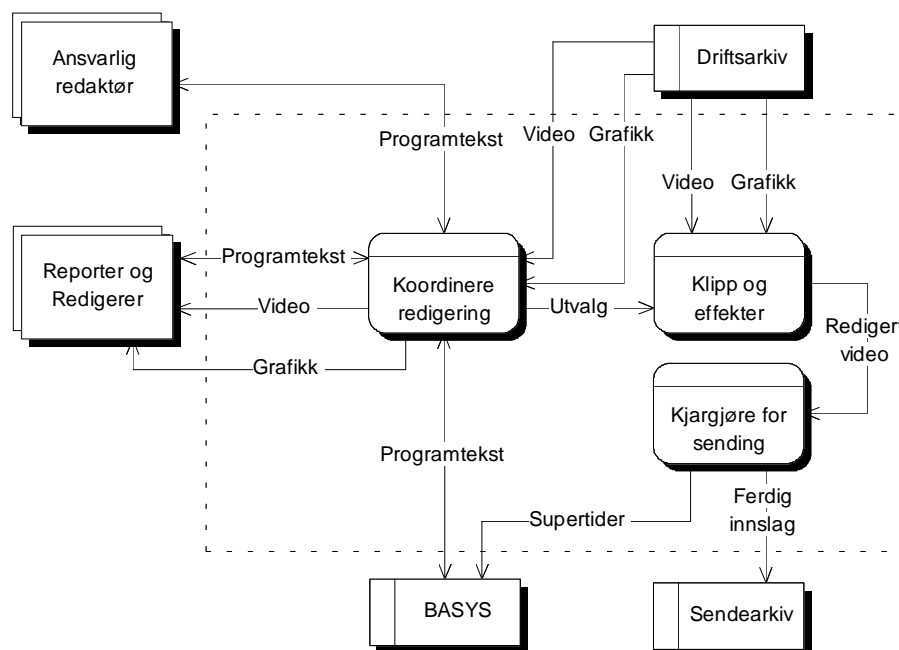 Ansvarlig
redaktør
Driftsarkiv
Programtekst
Video
Grafikk
Video
Grafikk
Reporter og
Redigerer
Programtekst
Koordinere
redigering
Klipp og
effekter
Video
Utvalg
Rediger
video
Grafikk
Kjargjøre for
sending
Programtekst
Ferdig
innslag
Supertider
BASYS
Sendearkiv